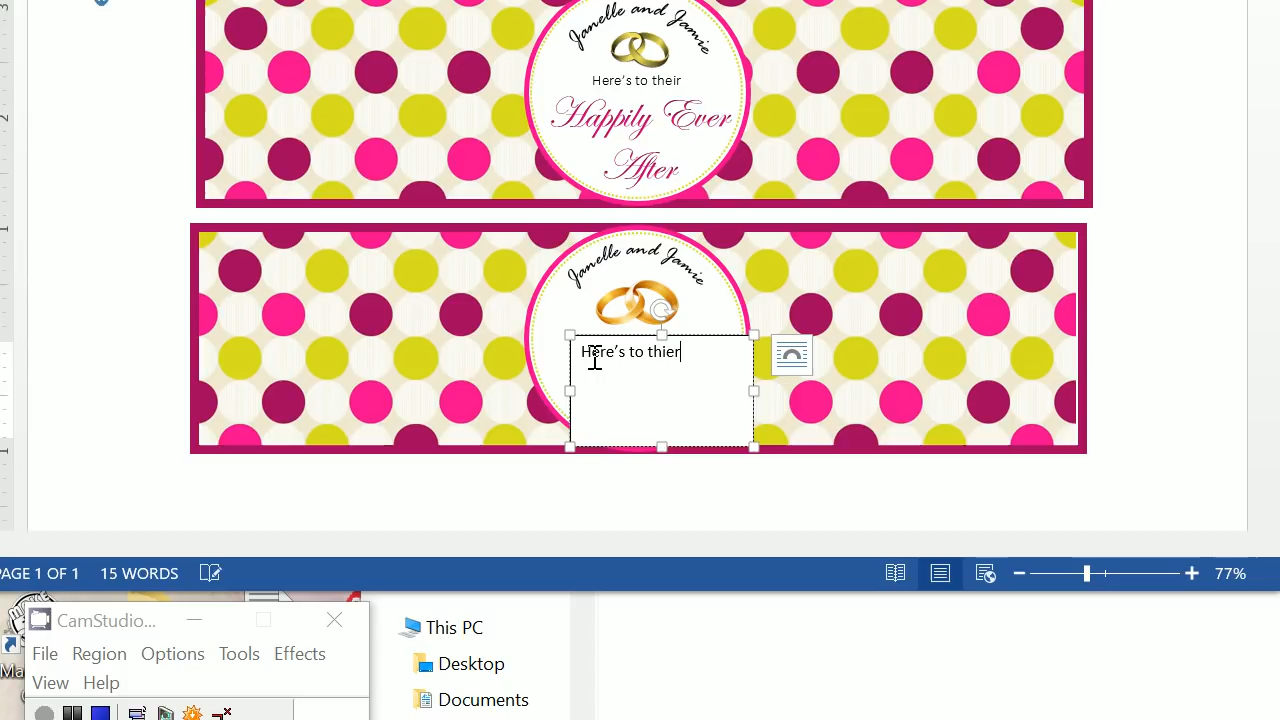 Janelle and Jamie
Here's to their
Happily Ever
After
Janelle and Jamie
Here's to thier
PAGE 1 OF 1 15 WORDS 77%
CamStudio...
File Region Options Tools Effects
View Help
This PC
Desktop
Documents